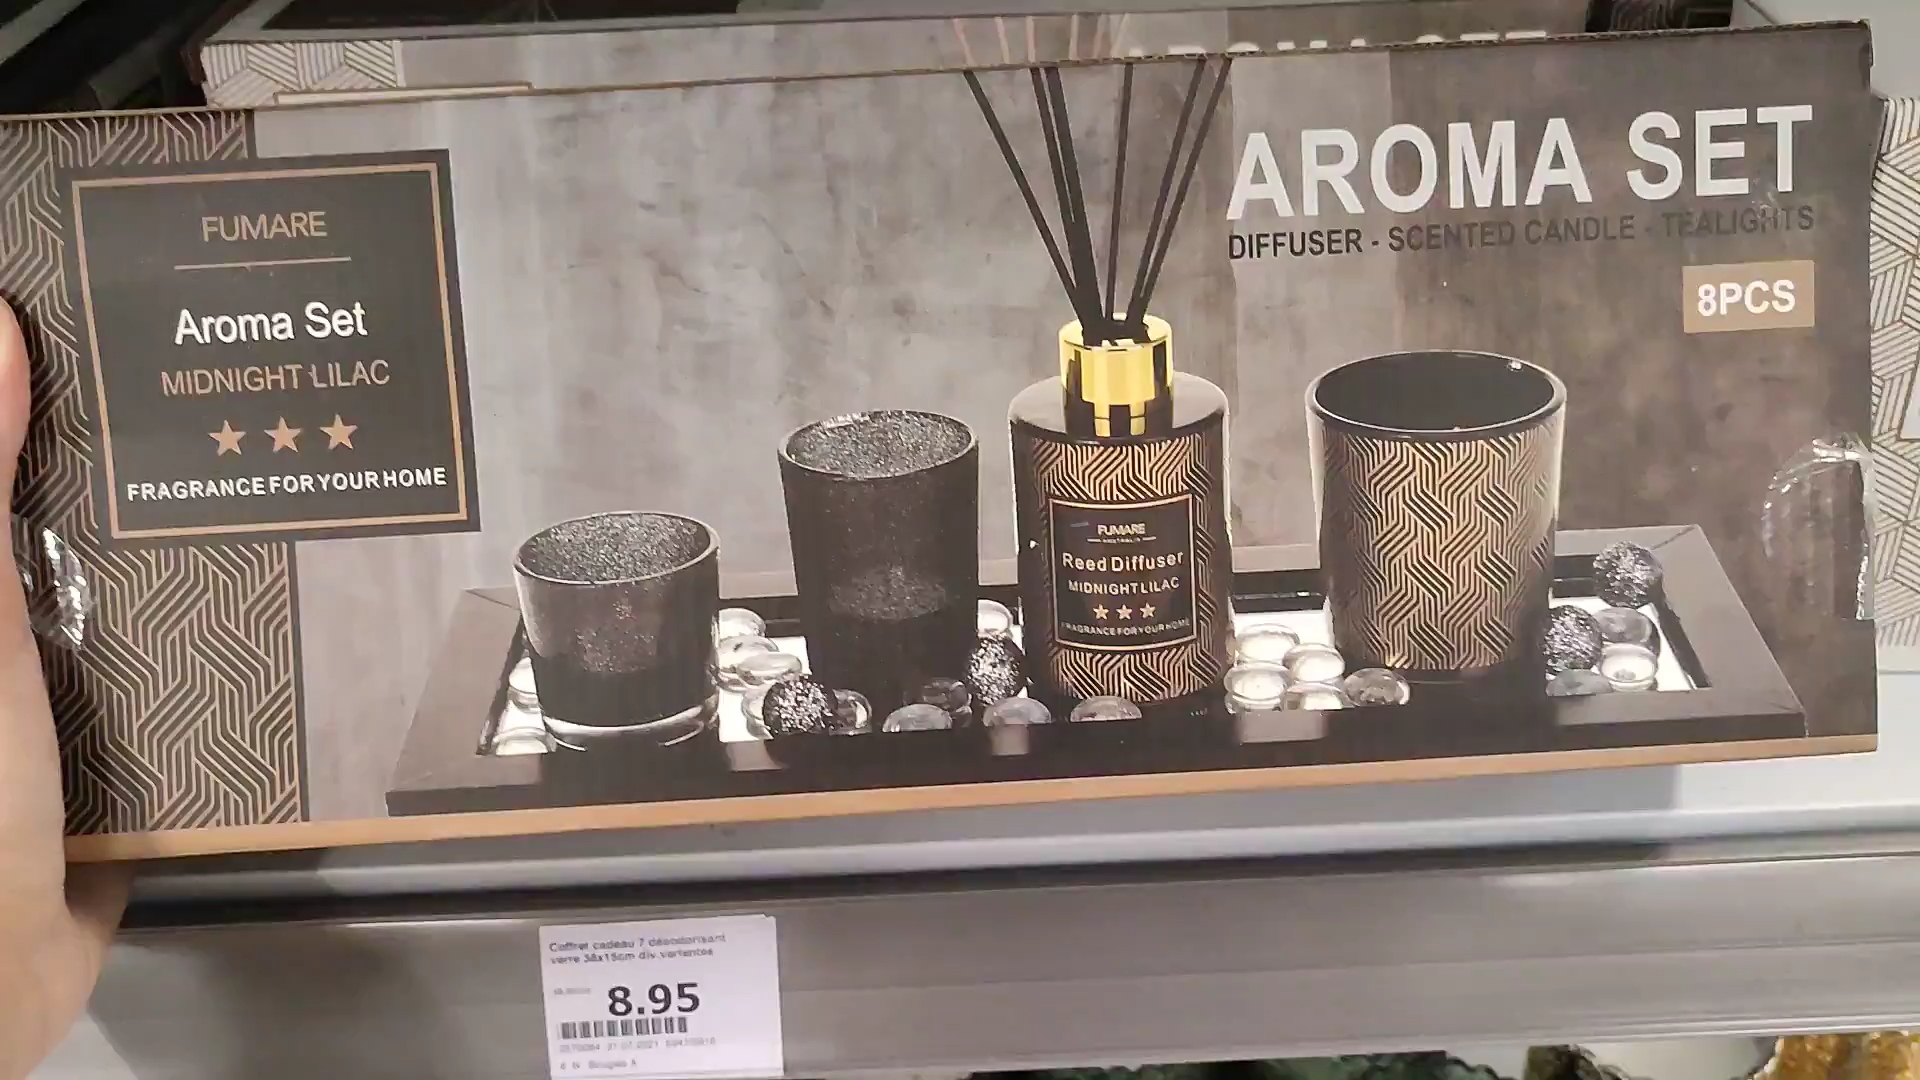 AROMA SET
DIFFUSER - SCENTED CANDLE - TEALIGHTS
8PCS
FUMARE
Aroma Set
MIDNIGHT LILAC
FRAGRANCE FOR YOUR HOME
FUMARE
Reed Diffuser
MIDNIGHT LILAC
FRAGRANCE FOR YOUR HOME
Coffret cadeau 7 désodorisant
verre 38x15cm div. variantes
8.95